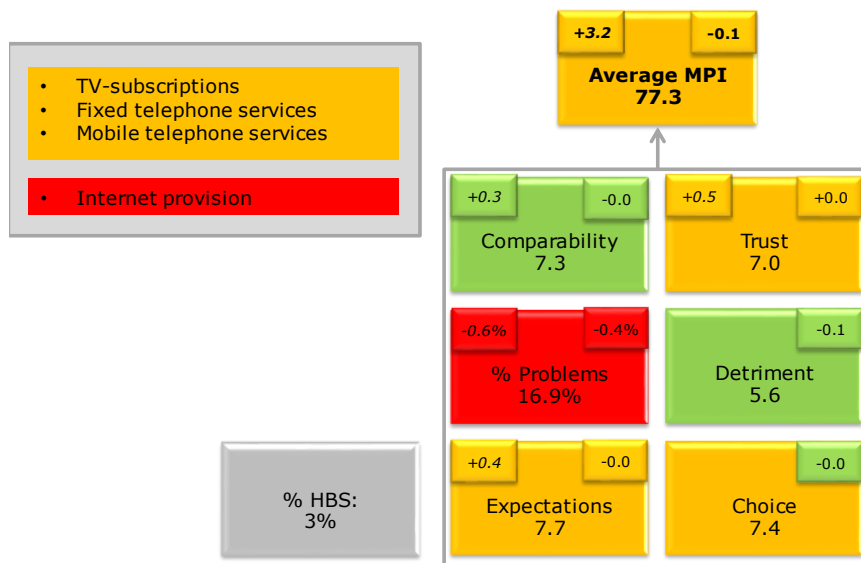 +3.2 -0.1
Average MPI
77.3
• TV-subscriptions
• Fixed telephone services
• Mobile telephone services
• Internet provision
+0.3 -0.0
Comparability
7.3
+0.5 +0.0
Trust
7.0
-0.6% -0.4%
% Problems
16.9%
-0.1
Detriment
5.6
% HBS:
3%
+0.4 -0.0
Expectations
7.7
-0.0
Choice
7.4